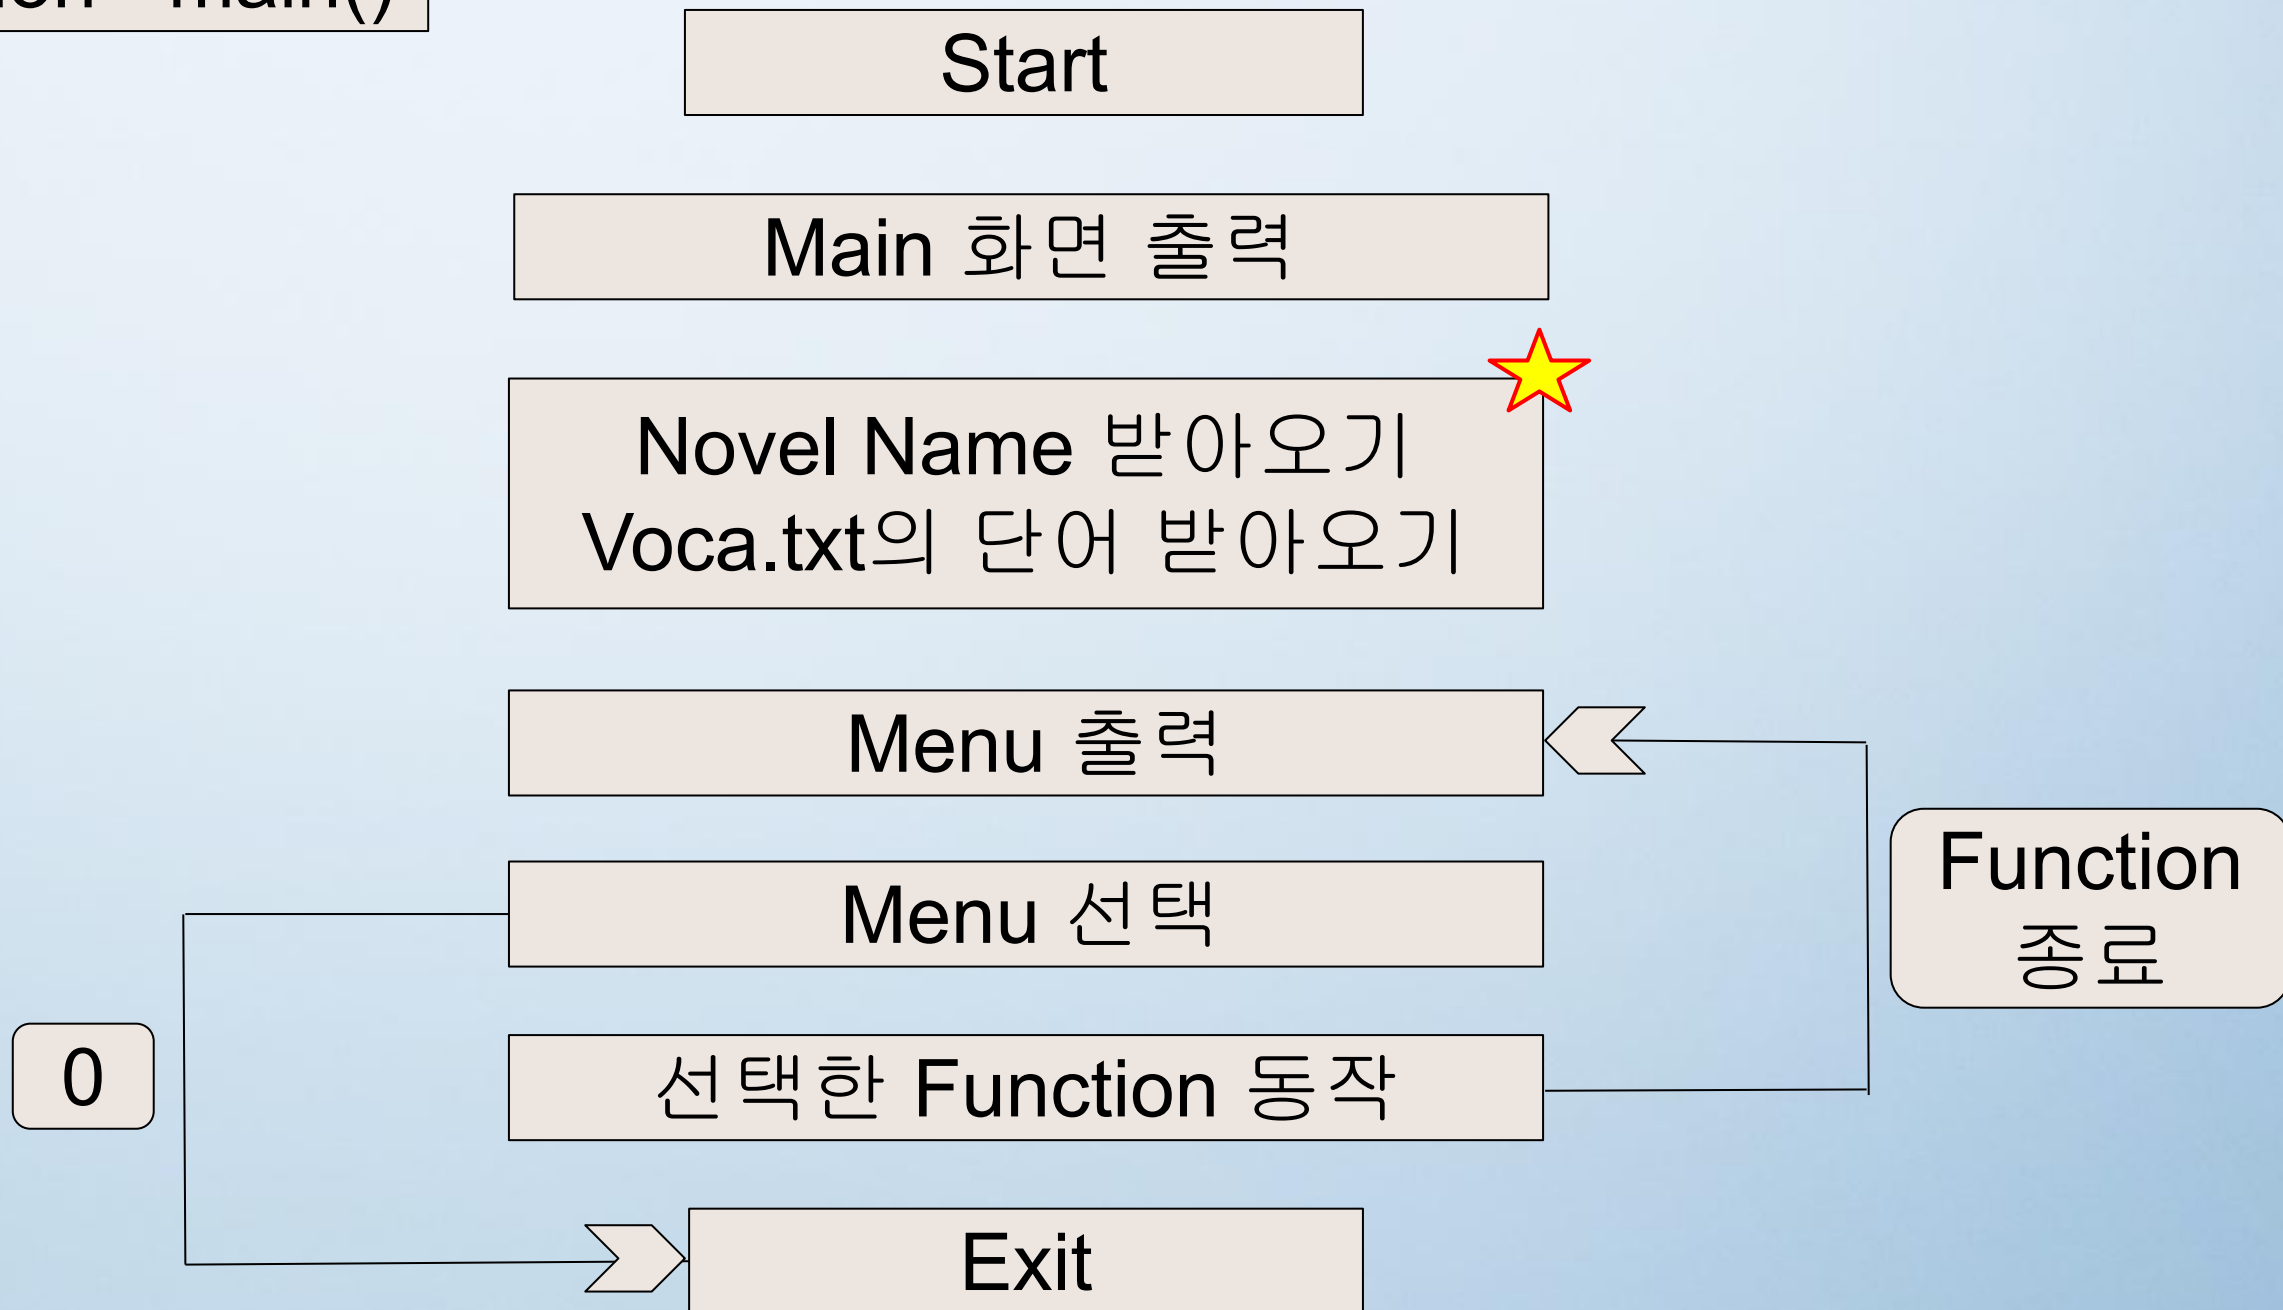 main()
Start
Main 화면 출력
Novel Name 받아오기
Voca.txt의 단어 받아오기
Menu 출력
Menu 선택
Function
종료
0
선택한 Function 동작
Exit